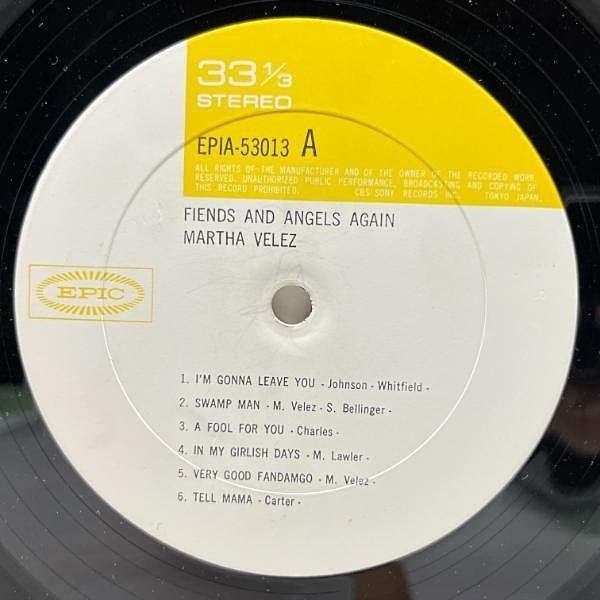 33 1/3
STEREO
EPIA-53013 A
ALL RIGHTS OF THE MANUFACTURER AND OF THE OWNER OF THE RECORDED WORK
RESERVED. UNAUTHORIZED PUBLIC PERFORMANCE, BROADCASTING AND COPYING OF
THIS RECORD PROHIBITED. CBS/SONY RECORDS INC. TOKYO JAPAN.
FIENDS AND ANGELS AGAIN
MARTHA VELEZ
EPIC
1. I'M GONNA LEAVE YOU - Johnson - Whitfield -
2. SWAMP MAN - M. Velez - S. Bellinger -
3. A FOOL FOR YOU - Charles -
4. IN MY GIRLISH DAYS - M. Lawler -
5. VERY GOOD FANDAMGO - M. Velez -
6. TELL MAMA - Carter -